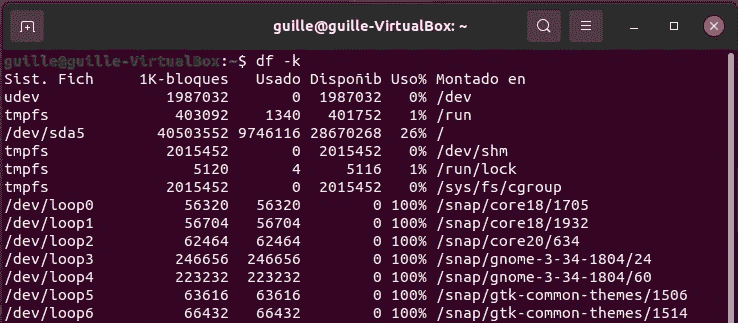 guille@guille-VirtualBox: ~
guille@guille-VirtualBox:~$ df -k
Sist. Fich 1K-bloques Usado Dispoñib Uso% Montado en
udev 1987032 0 1987032 0% /dev
tmpfs 403092 1340 401752 1% /run
/dev/sda5 40503552 9746116 28670268 26% /
tmpfs 2015452 0 2015452 0% /dev/shm
tmpfs 5120 4 5116 1% /run/lock
tmpfs 2015452 0 2015452 0% /sys/fs/cgroup
/dev/loop0 56320 56320 0 100% /snap/core18/1705
/dev/loop1 56704 56704 0 100% /snap/core18/1932
/dev/loop2 62464 62464 0 100% /snap/core20/634
/dev/loop3 246656 246656 0 100% /snap/gnome-3-34-1804/24
/dev/loop4 223232 223232 0 100% /snap/gnome-3-34-1804/60
/dev/loop5 63616 63616 0 100% /snap/gtk-common-themes/1506
/dev/loop6 66432 66432 0 100% /snap/gtk-common-themes/1514